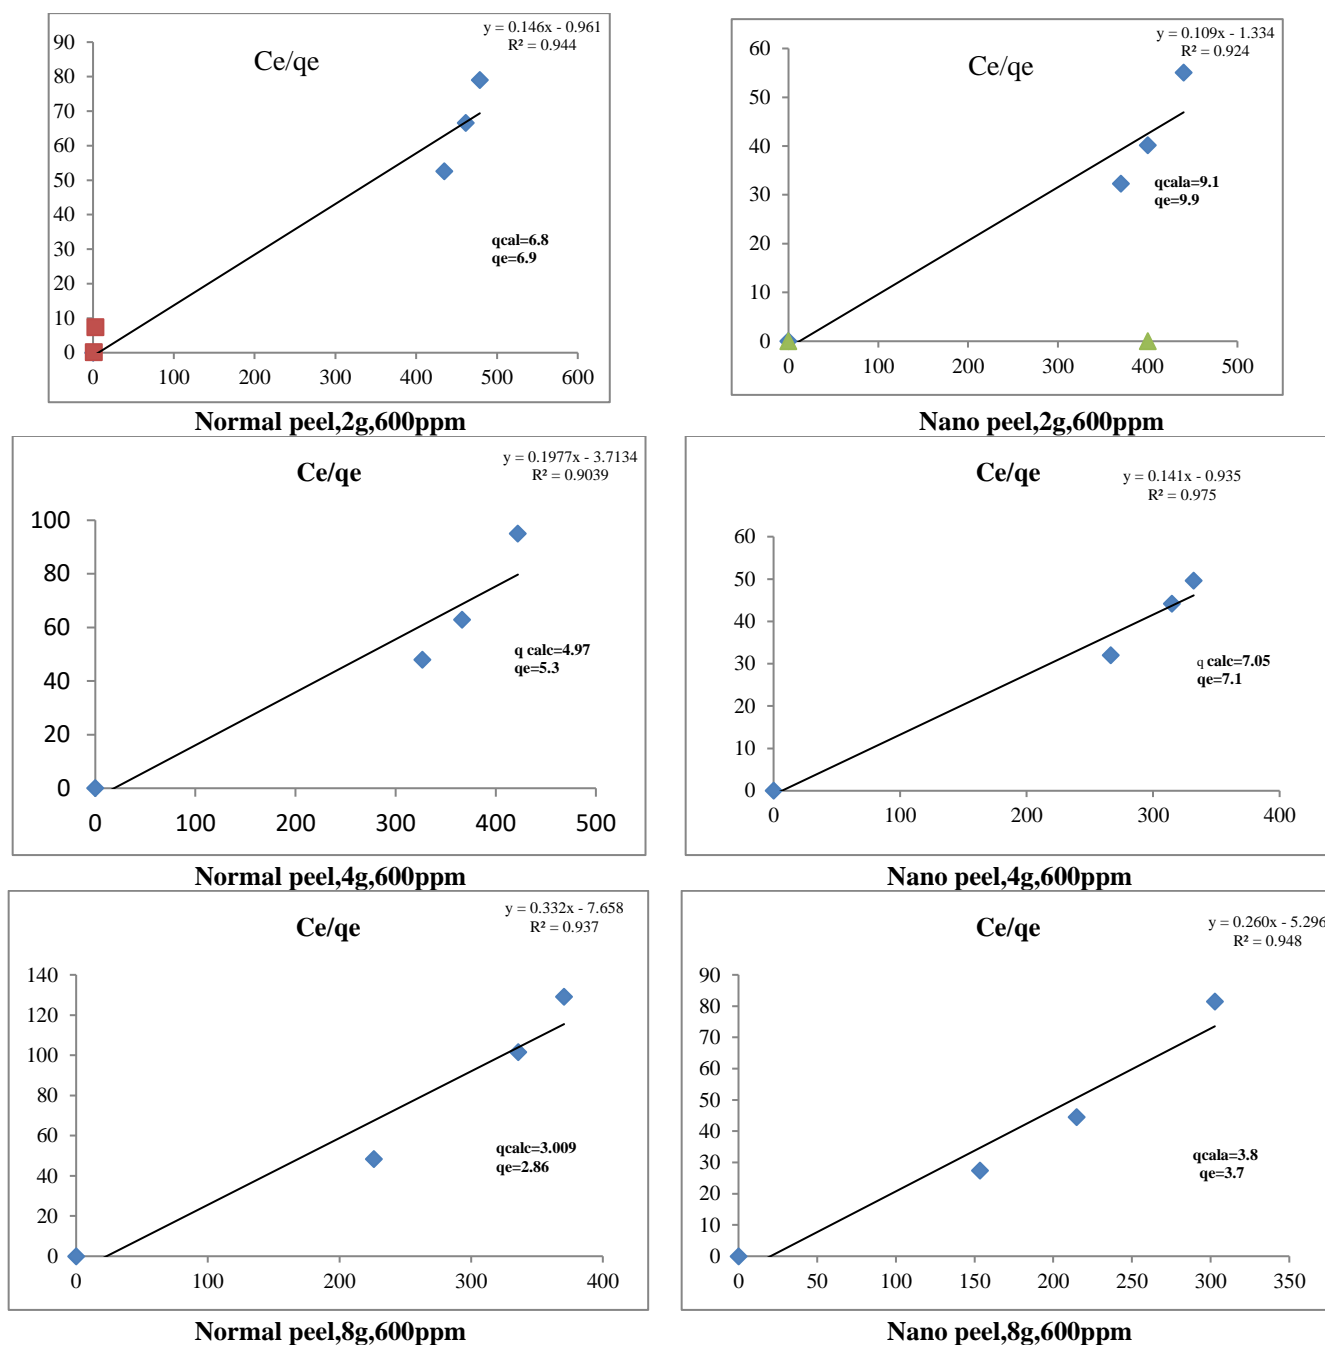 y = 0.146x - 0.961
R² = 0.944
Ce/qe
90
80
70
60
50
40
30
20
10
0
qcal=6.8
qe=6.9
0 100 200 300 400 500 600
Normal peel,2g,600ppm
y = 0.109x - 1.334
R² = 0.924
Ce/qe
60
50
40
30
20
10
0
qcala=9.1
qe=9.9
0 100 200 300 400 500
Nano peel,2g,600ppm
Ce/qe
y = 0.1977x - 3.7134
R² = 0.9039
100
80
60
40
20
0
q calc=4.97
qe=5.3
0 100 200 300 400 500
Normal peel,4g,600ppm
Ce/qe
y = 0.141x - 0.935
R² = 0.975
60
50
40
30
20
10
0
q calc=7.05
qe=7.1
0 100 200 300 400
Nano peel,4g,600ppm
Ce/qe
y = 0.332x - 7.658
R² = 0.937
140
120
100
80
60
40
20
0
qcalc=3.009
qe=2.86
0 100 200 300 400
Normal peel,8g,600ppm
Ce/qe
y = 0.260x - 5.296
R² = 0.948
90
80
70
60
50
40
30
20
10
0
qcala=3.8
qe=3.7
0 50 100 150 200 250 300 350
Nano peel,8g,600ppm